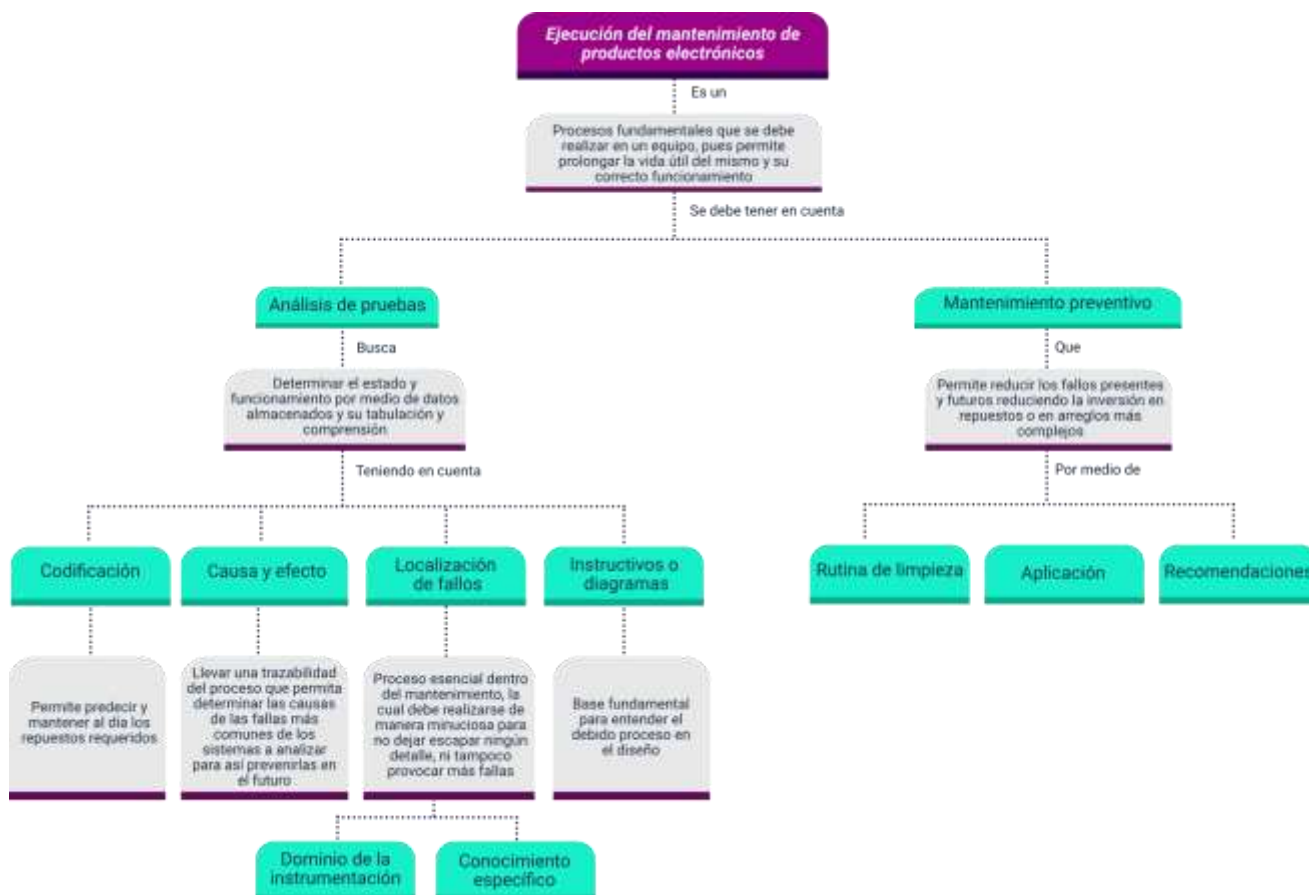 Ejecución del mantenimiento de
productos electrónicos
Es un
Procesos fundamentales que se debe
realizar en un equipo, pues permite
prolongar la vida útil del mismo y su
correcto funcionamiento
Se debe tener en cuenta
Análisis de pruebas
Busca
Determinar el estado y
funcionamiento por medio de datos
almacenados y su tabulación y
comprensión
Teniendo en cuenta
Codificación
Permite predecir y
mantener al día los
repuestos requeridos
Causa y efecto
Llevar una trazabilidad
del proceso que permita
determinar las causas
de las fallas más
comunes de los
sistemas a analizar
para así prevenirlas en
el futuro
Localización
de fallos
Proceso esencial dentro
del mantenimiento, la
cual debe realizarse de
manera minuciosa para
no dejar escapar ningún
detalle, ni tampoco
provocar más fallas
Dominio de la
instrumentación
Conocimiento
específico
Instructivos o
diagramas
Base fundamental
para entender el
debido proceso en
el diseño
Mantenimiento preventivo
Que
Permite reducir los fallos presentes
y futuros reduciendo la inversión en
repuestos o en arreglos más
complejos
Por medio de
Rutina de limpieza
Aplicación
Recomendaciones